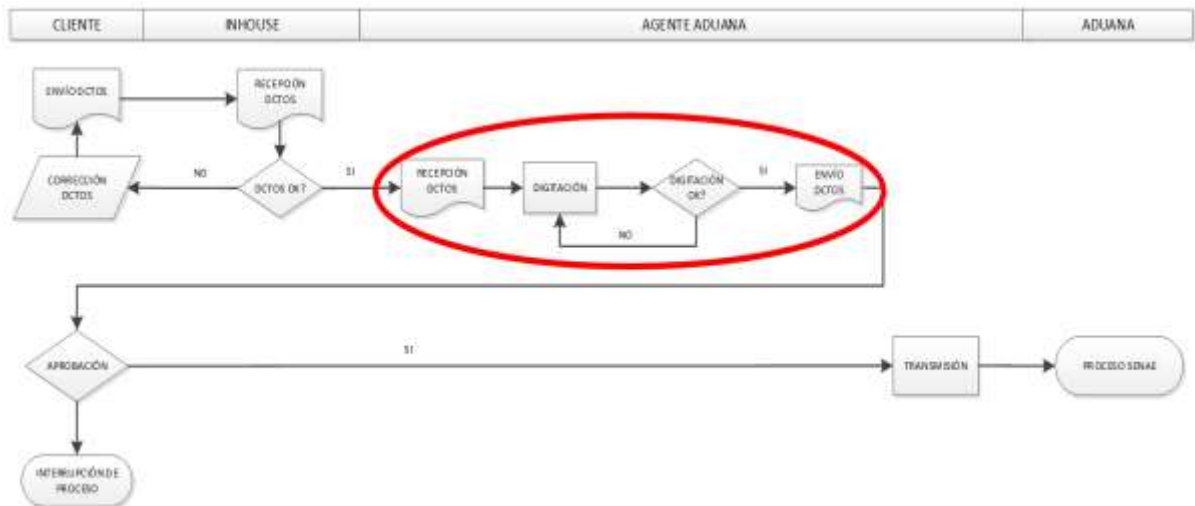 CLIENTE
INHOUSE
AGENTE ADUANA
ADUANA
ENVÍO DCTOS
RECEPCIÓN
DCTOS
CORRECCIÓN
DCTOS
NO
DCTOS OK?
SI
RECEPCIÓN
DCTOS
DIGITACIÓN
DIGITACIÓN
OK?
SI
ENVÍO
DCTOS
NO
APROBACIÓN
SI
TRANSMISIÓN
PROCESO SENAE
INTERRUPCIÓN DE
PROCESO